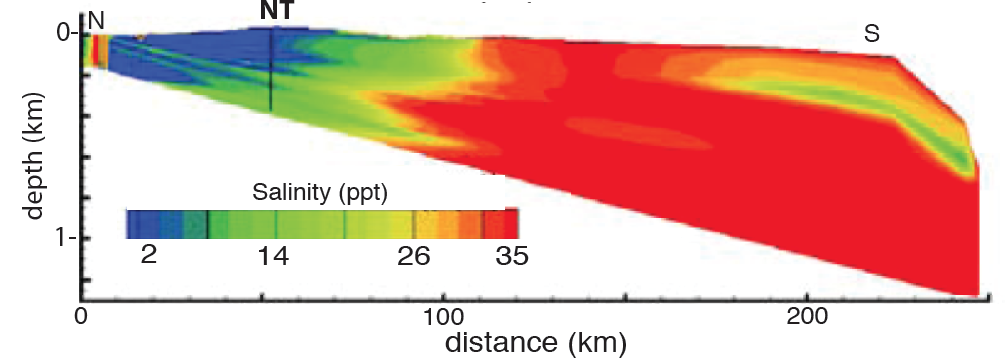 NT
N
S
0
depth (km)
1
Salinity (ppt)
2 14 26 35
0 100 200
distance (km)